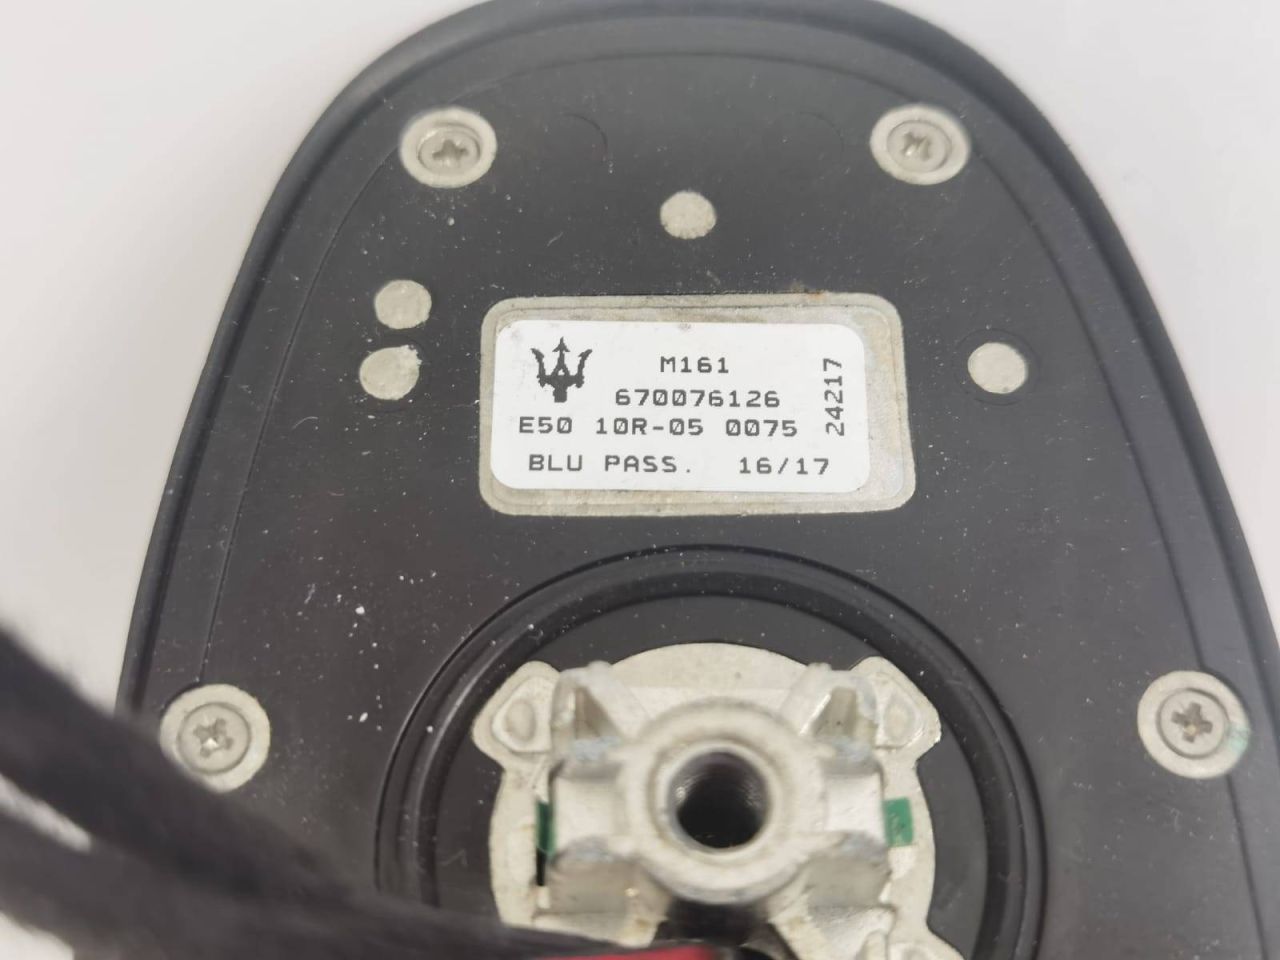 M161
670076126
E50 10R-05 0075
BLU PASS. 16/17
24217